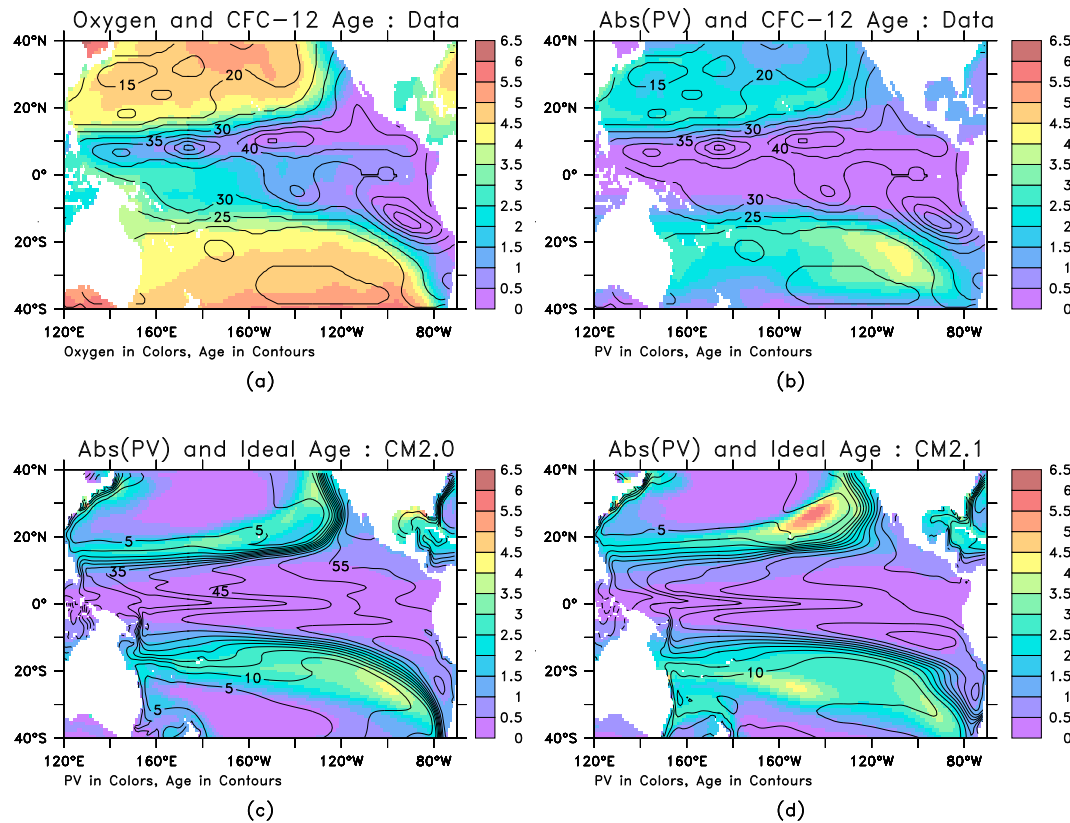 Oxygen and CFC-12 Age : Data
40°N
20°N
0°
20°S
40°S
120°E 160°E 160°W 120°W 80°W
15
20
30
35
40
30
25
6.5
6
5.5
5
4.5
4
3.5
3
2.5
2
1.5
1
0.5
0
Oxygen in Colors, Age in Contours
(a)
Abs(PV) and CFC-12 Age : Data
40°N
20°N
0°
20°S
40°S
120°E 160°E 160°W 120°W 80°W
15
20
30
35
40
30
25
6.5
6
5.5
5
4.5
4
3.5
3
2.5
2
1.5
1
0.5
0
PV in Colors, Age in Contours
(b)
Abs(PV) and Ideal Age : CM2.0
40°N
20°N
0°
20°S
40°S
120°E 160°E 160°W 120°W 80°W
5
5
5
35
55
45
10
5
5
6.5
6
5.5
5
4.5
4
3.5
3
2.5
2
1.5
1
0.5
0
PV in Colors, Age in Contours
(c)
Abs(PV) and Ideal Age : CM2.1
40°N
20°N
0°
20°S
40°S
120°E 160°E 160°W 120°W 80°W
5
10
6.5
6
5.5
5
4.5
4
3.5
3
2.5
2
1.5
1
0.5
0
PV in Colors, Age in Contours
(d)